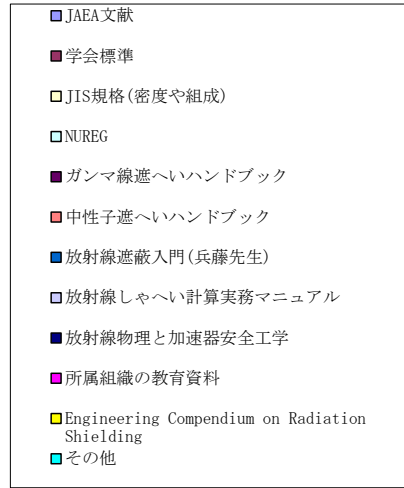 JAEA文献
学会標準
JIS規格(密度や組成)
NUREG
ガンマ線遮へいハンドブック
中性子遮へいハンドブック
放射線遮蔽入門(兵藤先生)
放射線しゃへい計算実務マニュアル
放射線物理と加速器安全工学
所属組織の教育資料
Engineering Compendium on Radiation
Shielding
その他